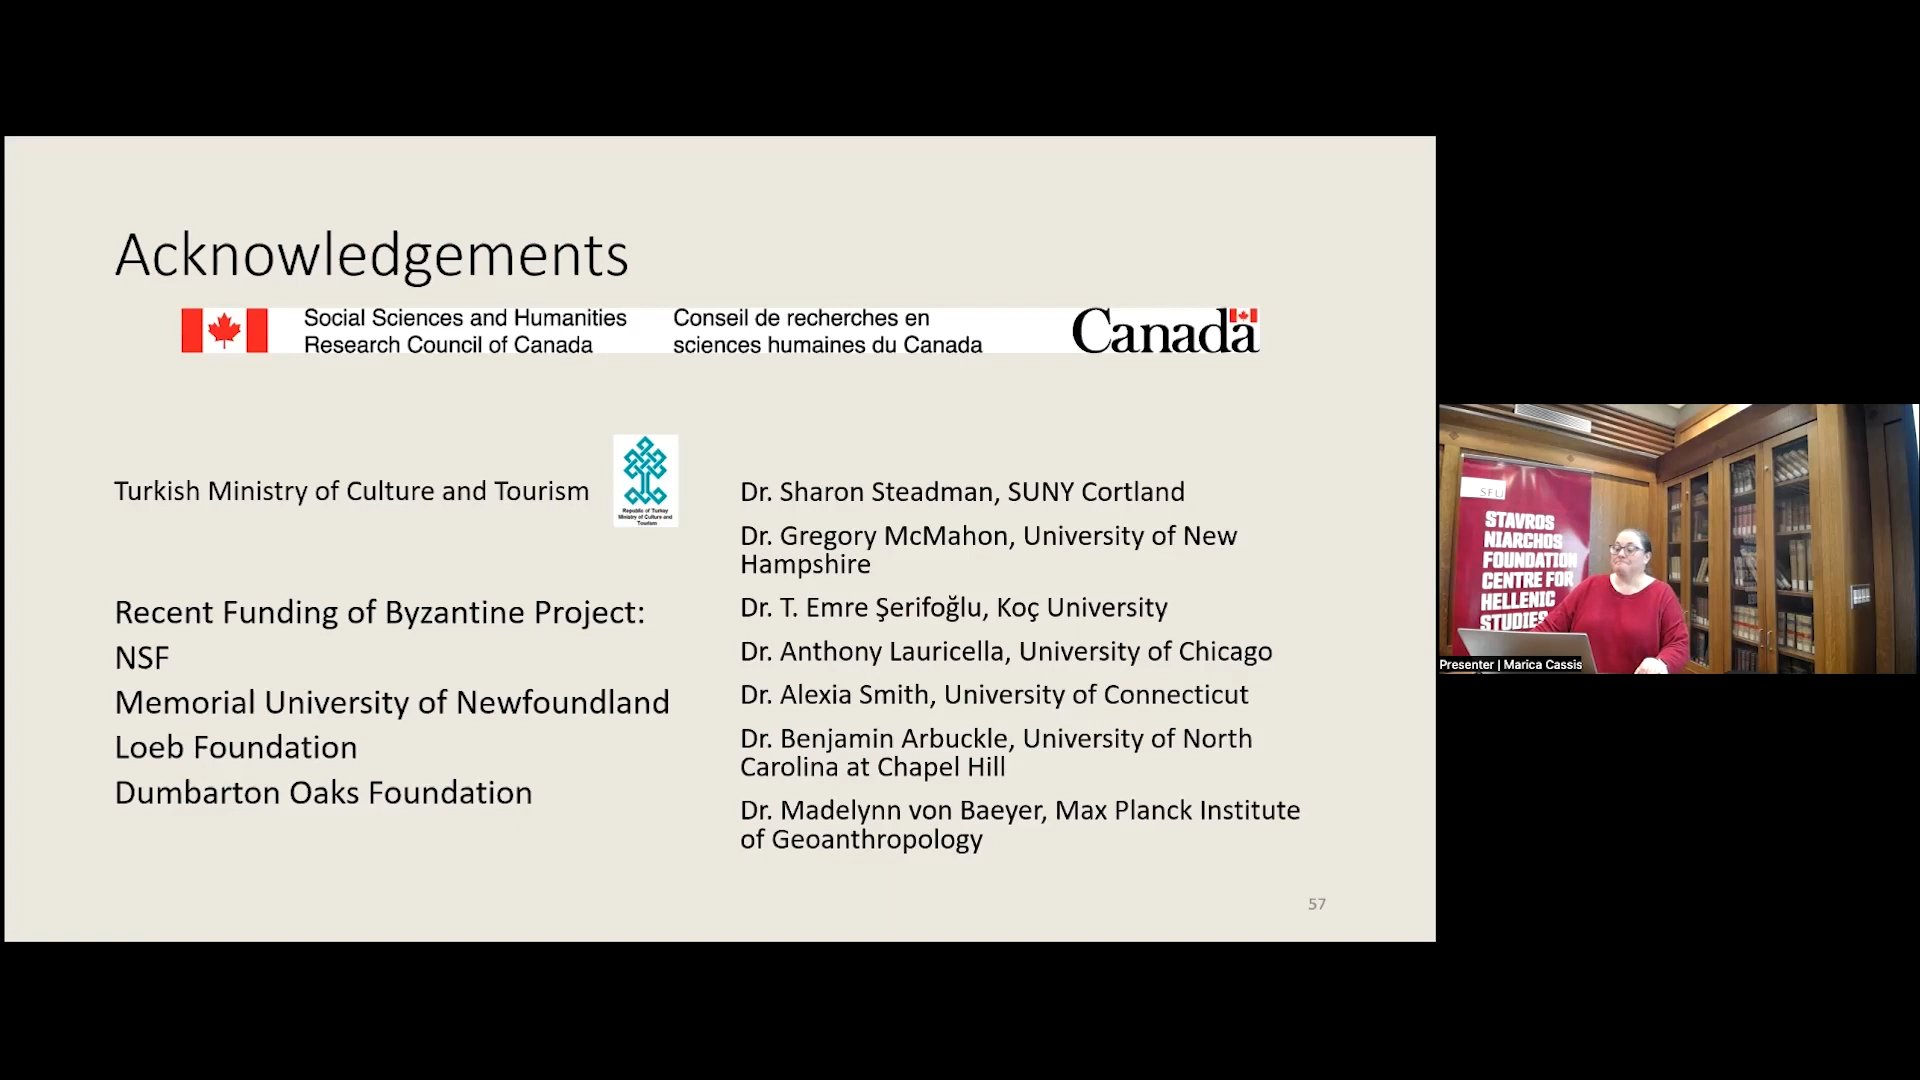 Acknowledgements
Social Sciences and Humanities
Research Council of Canada
Conseil de recherches en
sciences humaines du Canada
Canada
Turkish Ministry of Culture and Tourism
Republic of Turkey
Ministry of Culture and
Tourism
Recent Funding of Byzantine Project:
NSF
Memorial University of Newfoundland
Loeb Foundation
Dumbarton Oaks Foundation
Dr. Sharon Steadman, SUNY Cortland
Dr. Gregory McMahon, University of New
Hampshire
Dr. T. Emre Şerifoğlu, Koç University
Dr. Anthony Lauricella, University of Chicago
Dr. Alexia Smith, University of Connecticut
Dr. Benjamin Arbuckle, University of North
Carolina at Chapel Hill
Dr. Madelynn von Baeyer, Max Planck Institute
of Geoanthropology
57
SFU
STAVROS
NIARCHOS
FOUNDATION
CENTRE FOR
HELLENIC
STUDIES
Presenter | Marica Cassis